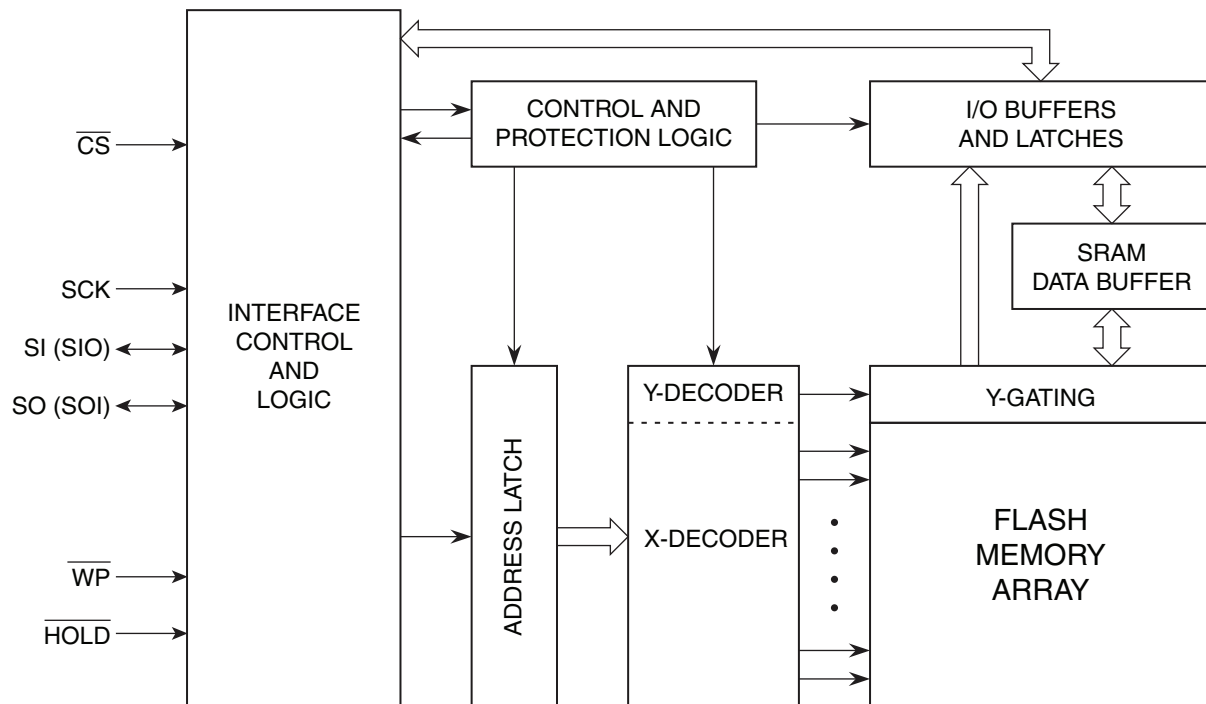 CS
SCK
SI (SIO)
SO (SOI)
WP
HOLD
INTERFACE
CONTROL
AND
LOGIC
CONTROL AND
PROTECTION LOGIC
I/O BUFFERS
AND LATCHES
SRAM
DATA BUFFER
ADDRESS LATCH
Y-DECODER
X-DECODER
Y-GATING
FLASH
MEMORY
ARRAY